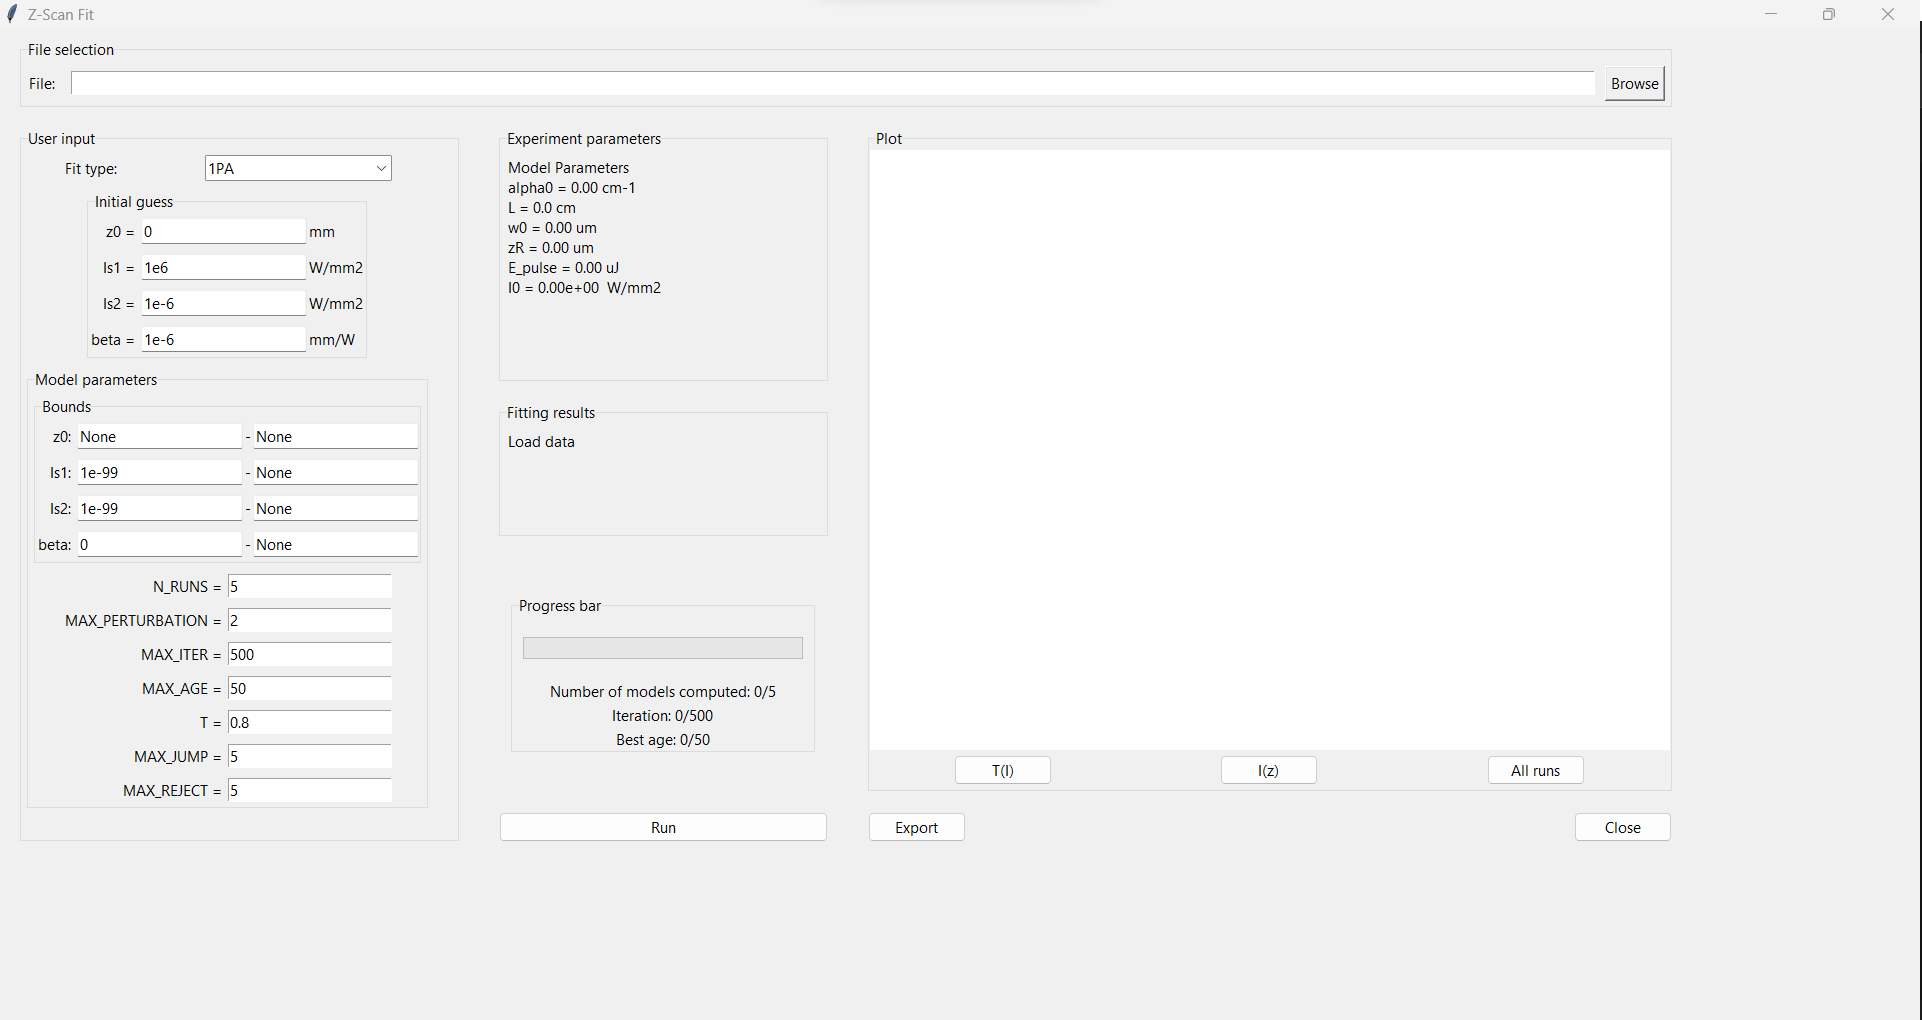 Z-Scan Fit
File selection
File:
Browse
User input
Fit type:
1PA
Initial guess
z0 = 0 mm
Is1 = 1e6 W/mm2
Is2 = 1e-6 W/mm2
beta = 1e-6 mm/W
Model parameters
Bounds
z0: None - None
Is1: 1e-99 - None
Is2: 1e-99 - None
beta: 0 - None
N_RUNS = 5
MAX_PERTURBATION = 2
MAX_ITER = 500
MAX_AGE = 50
T = 0.8
MAX_JUMP = 5
MAX_REJECT = 5
Experiment parameters
Model Parameters
alpha0 = 0.00 cm-1
L = 0.0 cm
w0 = 0.00 um
zR = 0.00 um
E_pulse = 0.00 uJ
I0 = 0.00e+00  W/mm2
Fitting results
Load data
Progress bar
Number of models computed: 0/5
Iteration: 0/500
Best age: 0/50
Run
Plot
T(I)
I(z)
All runs
Export
Close